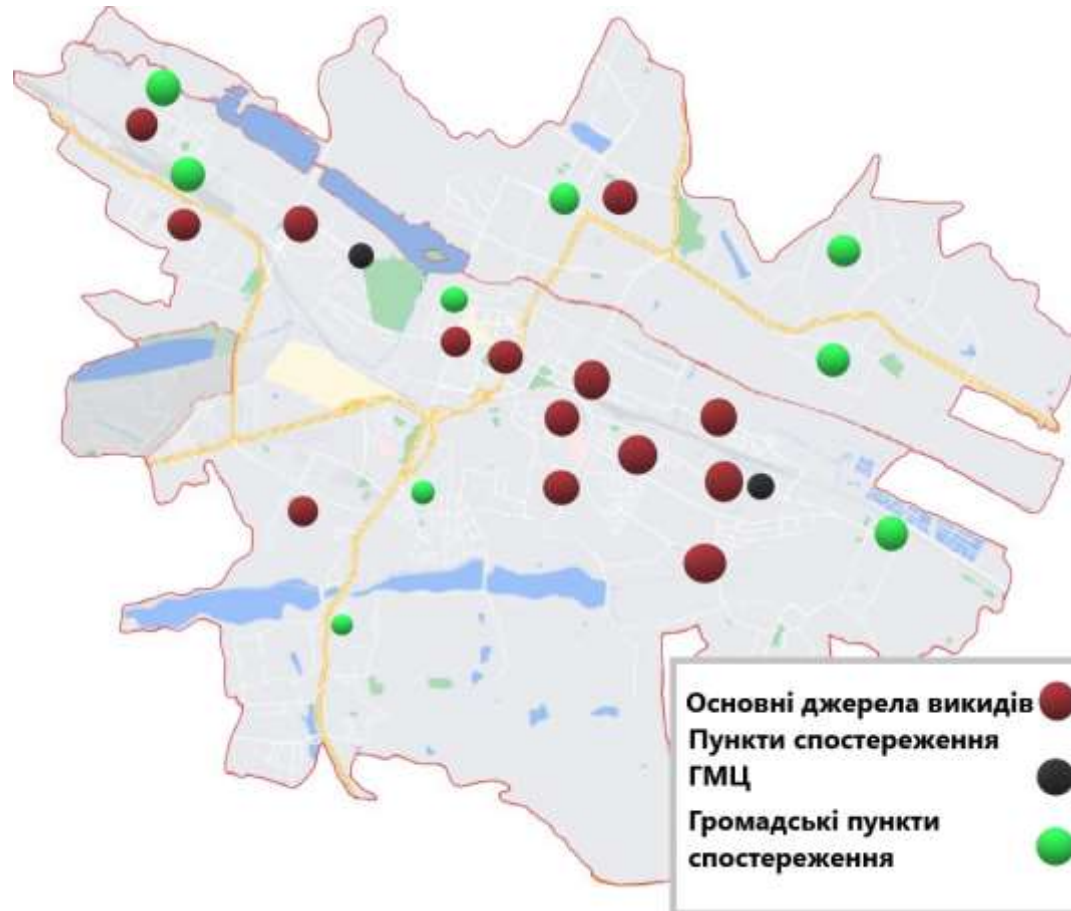 Основні джерела викидів
Пункти спостереження
ГМЦ
Громадські пункти
спостереження